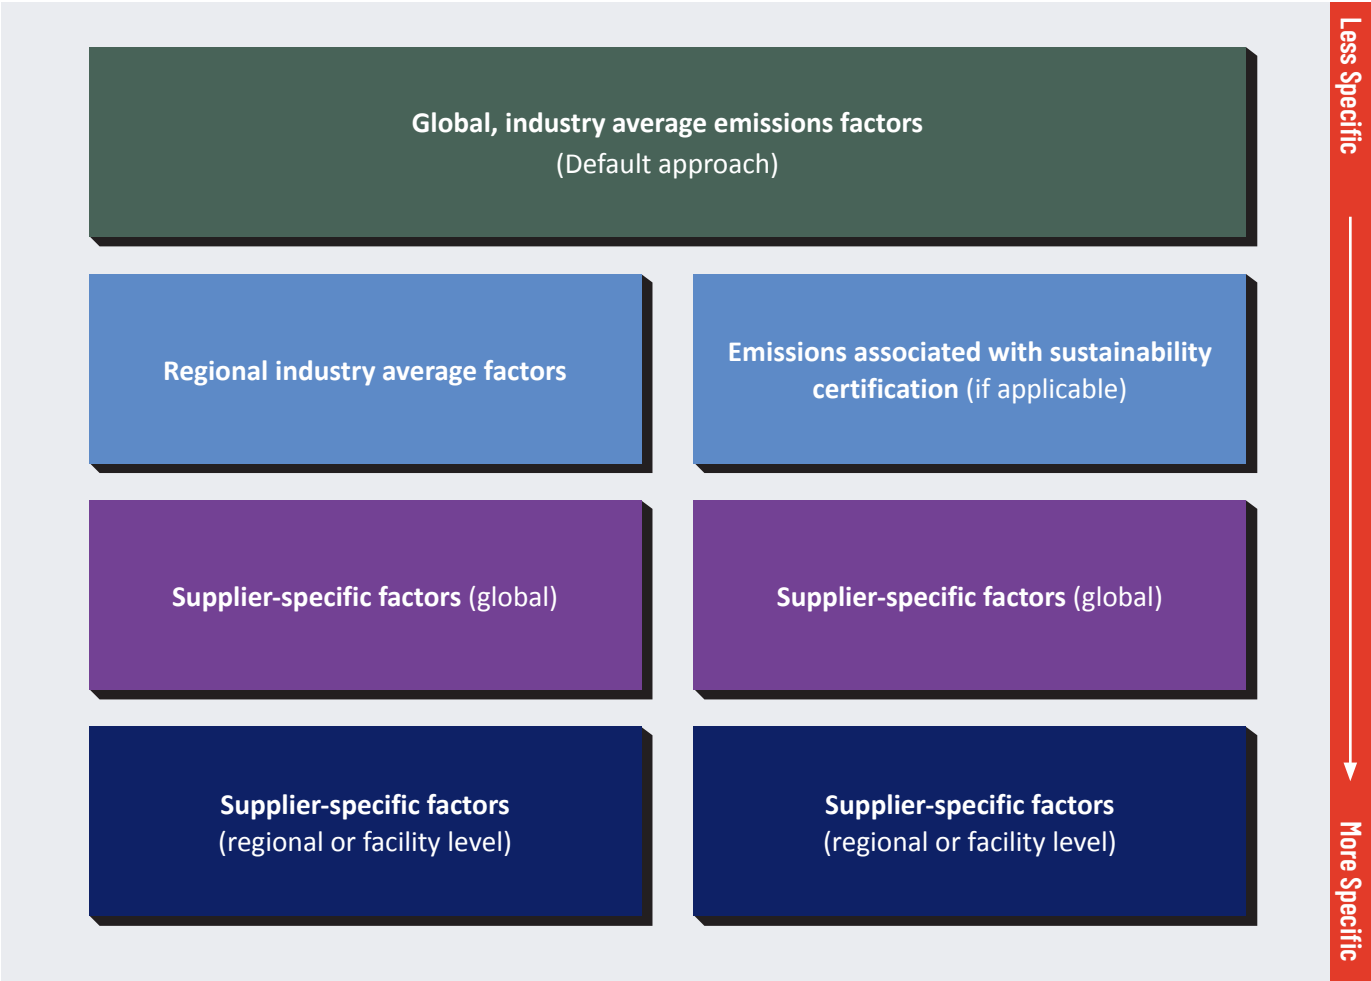 Global, industry average emissions factors
(Default approach)
Regional industry average factors
Emissions associated with sustainability
certification (if applicable)
Supplier-specific factors (global)
Supplier-specific factors (global)
Supplier-specific factors
(regional or facility level)
Supplier-specific factors
(regional or facility level)
Less Specific
More Specific